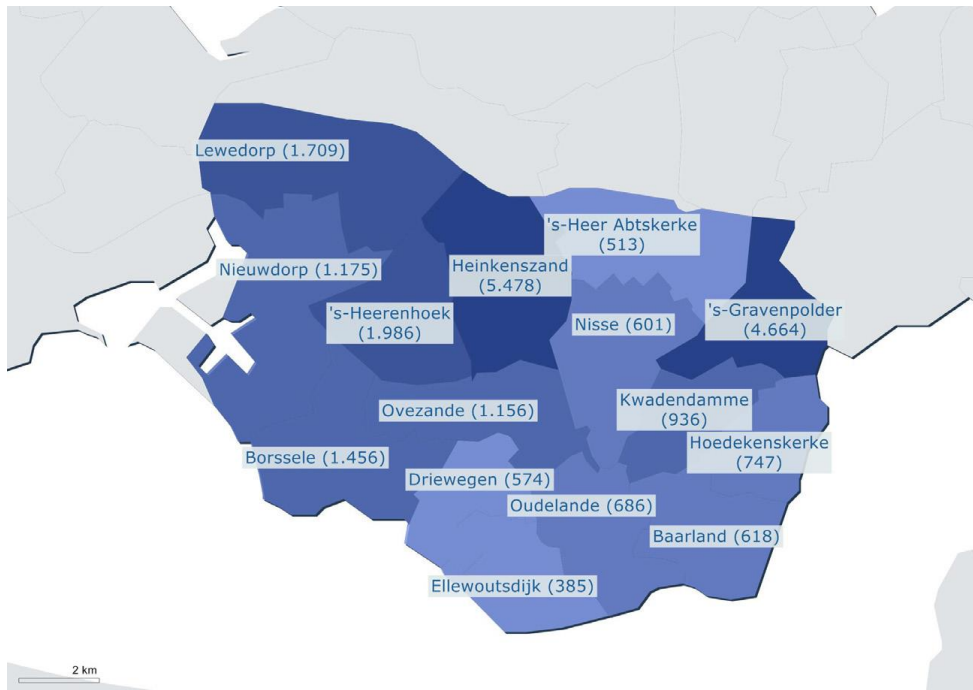 Lewedorp (1.709)
's-Heer Abtskerke
(513)
Nieuwdorp (1.175)
Heinkenszand
(5.478)
's-Heerenhoek
(1.986)
Nisse (601)
's-Gravenpolder
(4.664)
Ovezande (1.156)
Kwadendamme
(936)
Hoedekenskerke
(747)
Borssele (1.456)
Driewegen (574)
Oudelande (686)
Baarland (618)
Ellewoutsdijk (385)
2 km